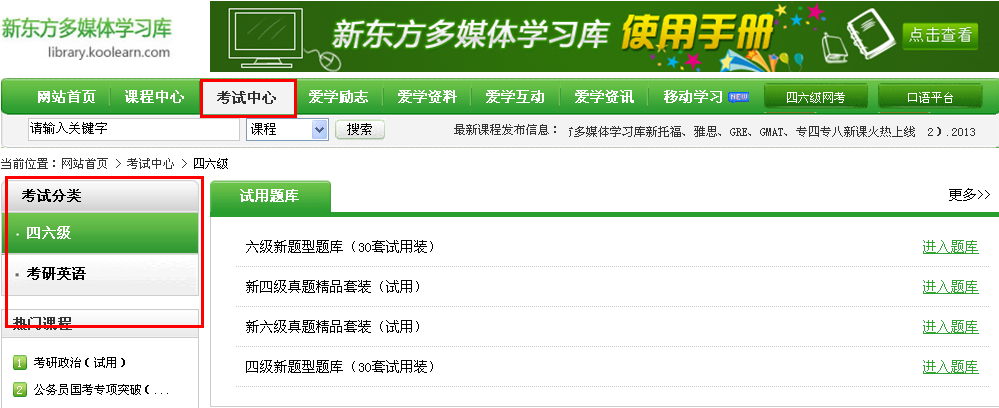 新东方多媒体学习库
library.koolearn.com
新东方多媒体学习库 使用手册 点击查看
网站首页 课程中心 考试中心 爱学励志 爱学资料 爱学互动 爱学资讯 移动学习 NEW 四六级网考 口语平台
请输入关键字 课程 搜索 最新课程发布信息： 多媒体学习库新托福、雅思、GRE、GMAT、专四专八新课火热上线 2）.2013
当前位置：网站首页 > 考试中心 > 四六级
考试分类
· 四六级
· 考研英语
热门课程
1 考研政治（试用）
2 公务员国考专项突破（...
试用题库 更多>>
六级新题型题库（30套试用装） 进入题库
新四级真题精品套装（试用） 进入题库
新六级真题精品套装（试用） 进入题库
四级新题型题库（30套试用装） 进入题库